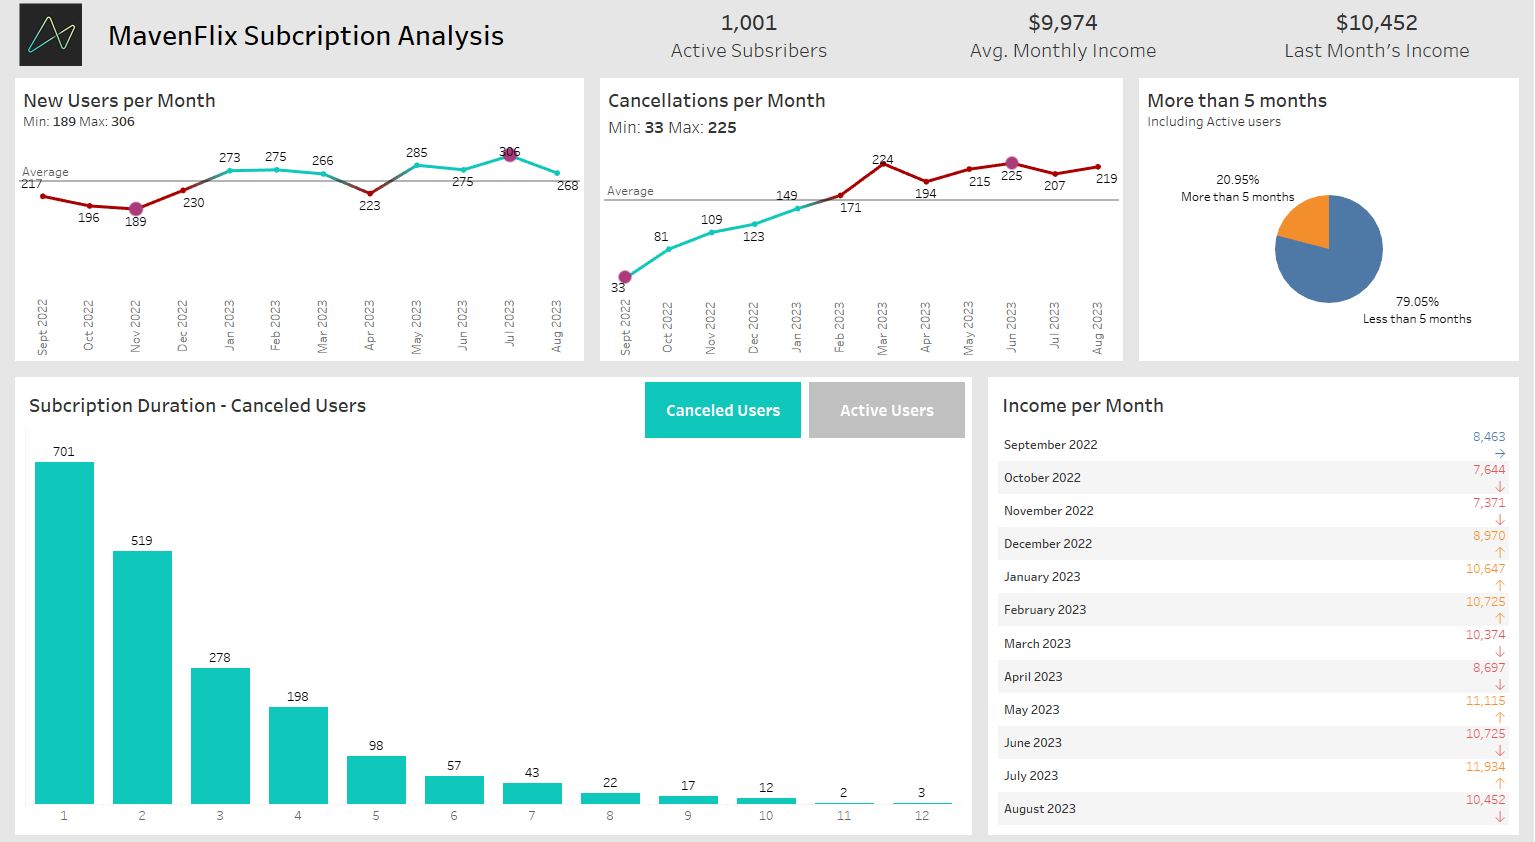 MavenFlix Subcription Analysis
1,001
Active Subsribers
$9,974
Avg. Monthly Income
$10,452
Last Month's Income
New Users per Month
Min: 189 Max: 306
Average
217
196
189
230
273
275
266
223
285
275
306
268
Sept 2022
Oct 2022
Nov 2022
Dec 2022
Jan 2023
Feb 2023
Mar 2023
Apr 2023
May 2023
Jun 2023
Jul 2023
Aug 2023
Cancellations per Month
Min: 33 Max: 225
Average
33
81
109
123
149
171
224
194
215
225
207
219
Sept 2022
Oct 2022
Nov 2022
Dec 2022
Jan 2023
Feb 2023
Mar 2023
Apr 2023
May 2023
Jun 2023
Jul 2023
Aug 2023
More than 5 months
Including Active users
20.95%
More than 5 months
79.05%
Less than 5 months
Subcription Duration - Canceled Users
Canceled Users
Active Users
701
519
278
198
98
57
43
22
17
12
2
3
1
2
3
4
5
6
7
8
9
10
11
12
Income per Month
September 2022 8,463
→
October 2022 7,644
↓
November 2022 7,371
↓
December 2022 8,970
↑
January 2023 10,647
↑
February 2023 10,725
↑
March 2023 10,374
↓
April 2023 8,697
↓
May 2023 11,115
↑
June 2023 10,725
↓
July 2023 11,934
↑
August 2023 10,452
↓